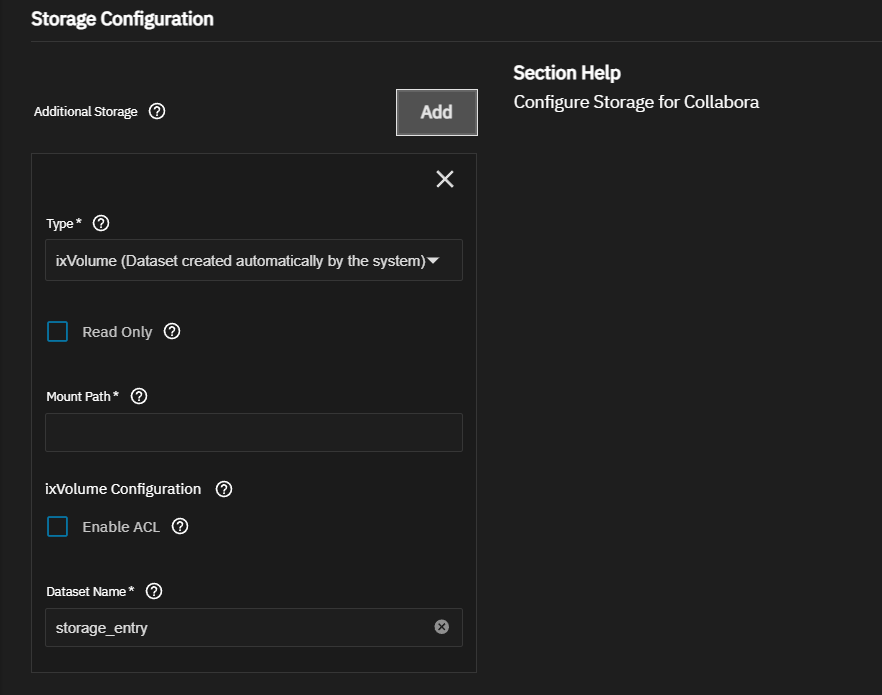 Storage Configuration
Section Help
Configure Storage for Collabora
Additional Storage
Add
Type *
ixVolume (Dataset created automatically by the system)
Read Only
Mount Path *
ixVolume Configuration
Enable ACL
Dataset Name *
storage_entry